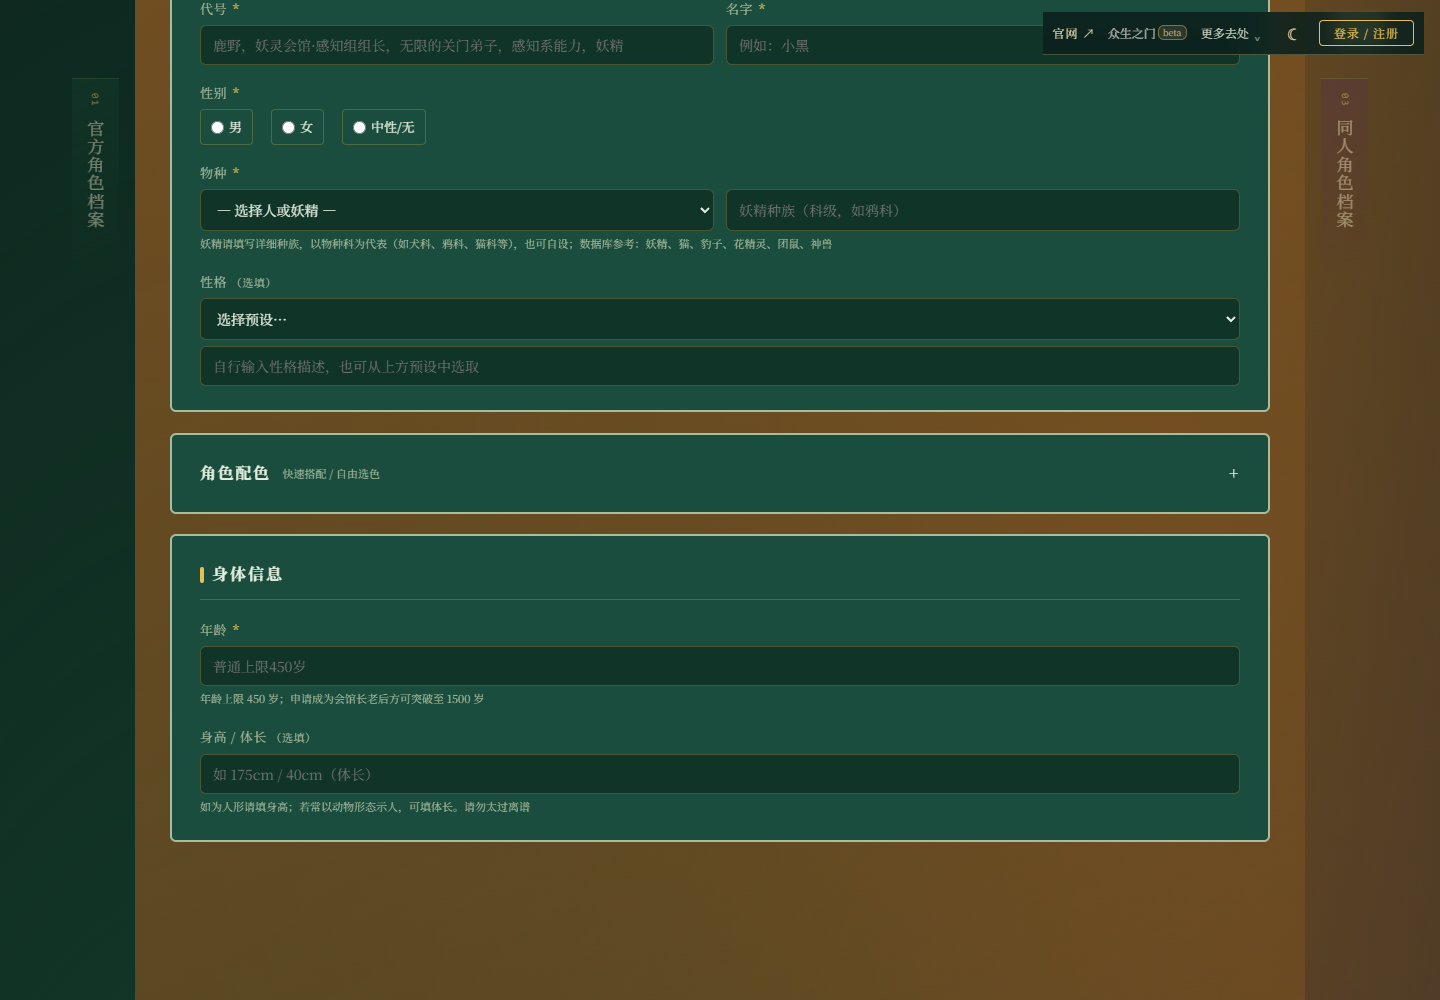 代号 *
名字 *
鹿野，妖灵会馆·感知组组长，无限的关门弟子，感知系能力，妖精
例如：小黑
官网 ↗
众生之门 beta
更多去处 ⌄
☾
登录 / 注册
01 官方角色档案
03 同人角色档案
性别 *
男
女
中性/无
物种 *
— 选择人或妖精 —
妖精种族（科级，如鸦科）
妖精请填写详细种族，以物种科为代表（如犬科、鸦科、猫科等），也可自设；数据库参考：妖精、猫、豹子、花精灵、团鼠、神兽
性格 （选填）
选择预设…
自行输入性格描述，也可从上方预设中选取
角色配色 快速搭配 / 自由选色 +
身体信息
年龄 *
普通上限450岁
年龄上限 450 岁；申请成为会馆长老后方可突破至 1500 岁
身高 / 体长 （选填）
如 175cm / 40cm（体长）
如为人形请填身高；若常以动物形态示人，可填体长。请勿太过离谱